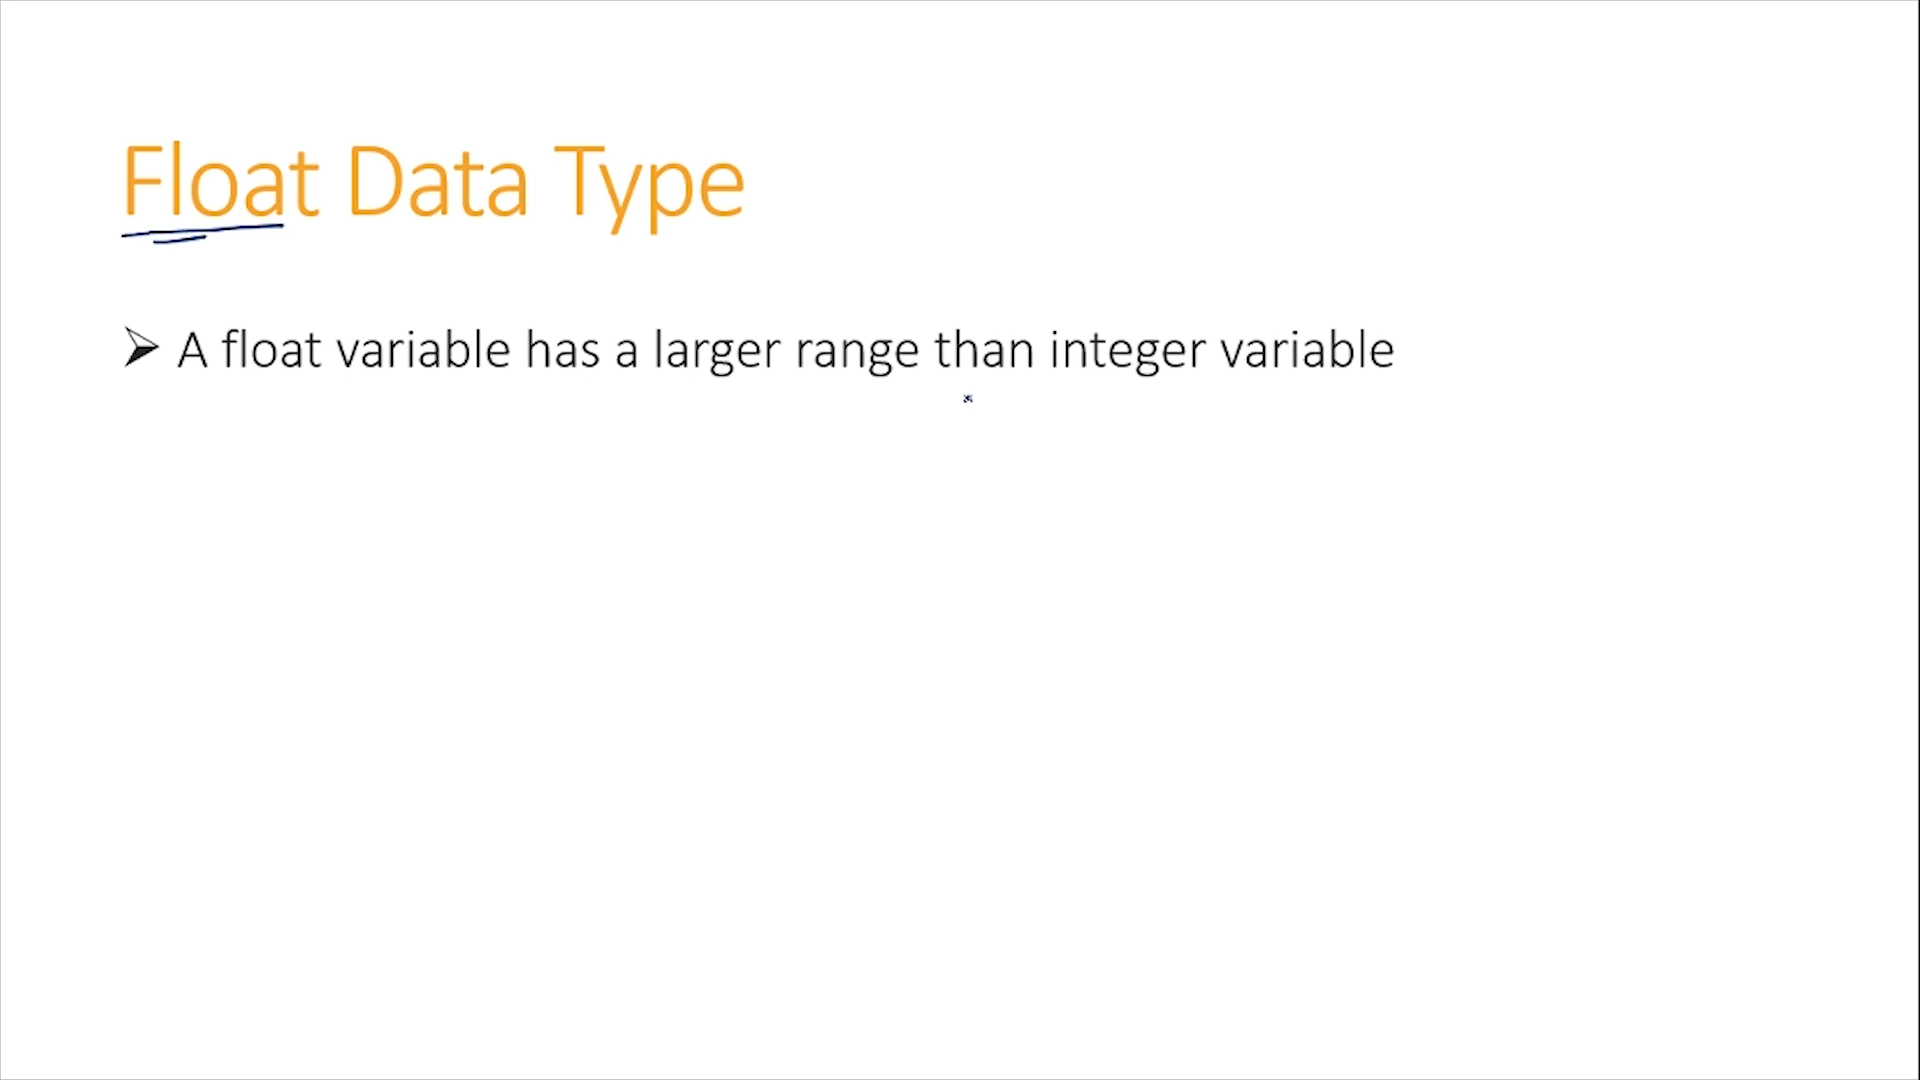 Float Data Type
➢ A float variable has a larger range than integer variable